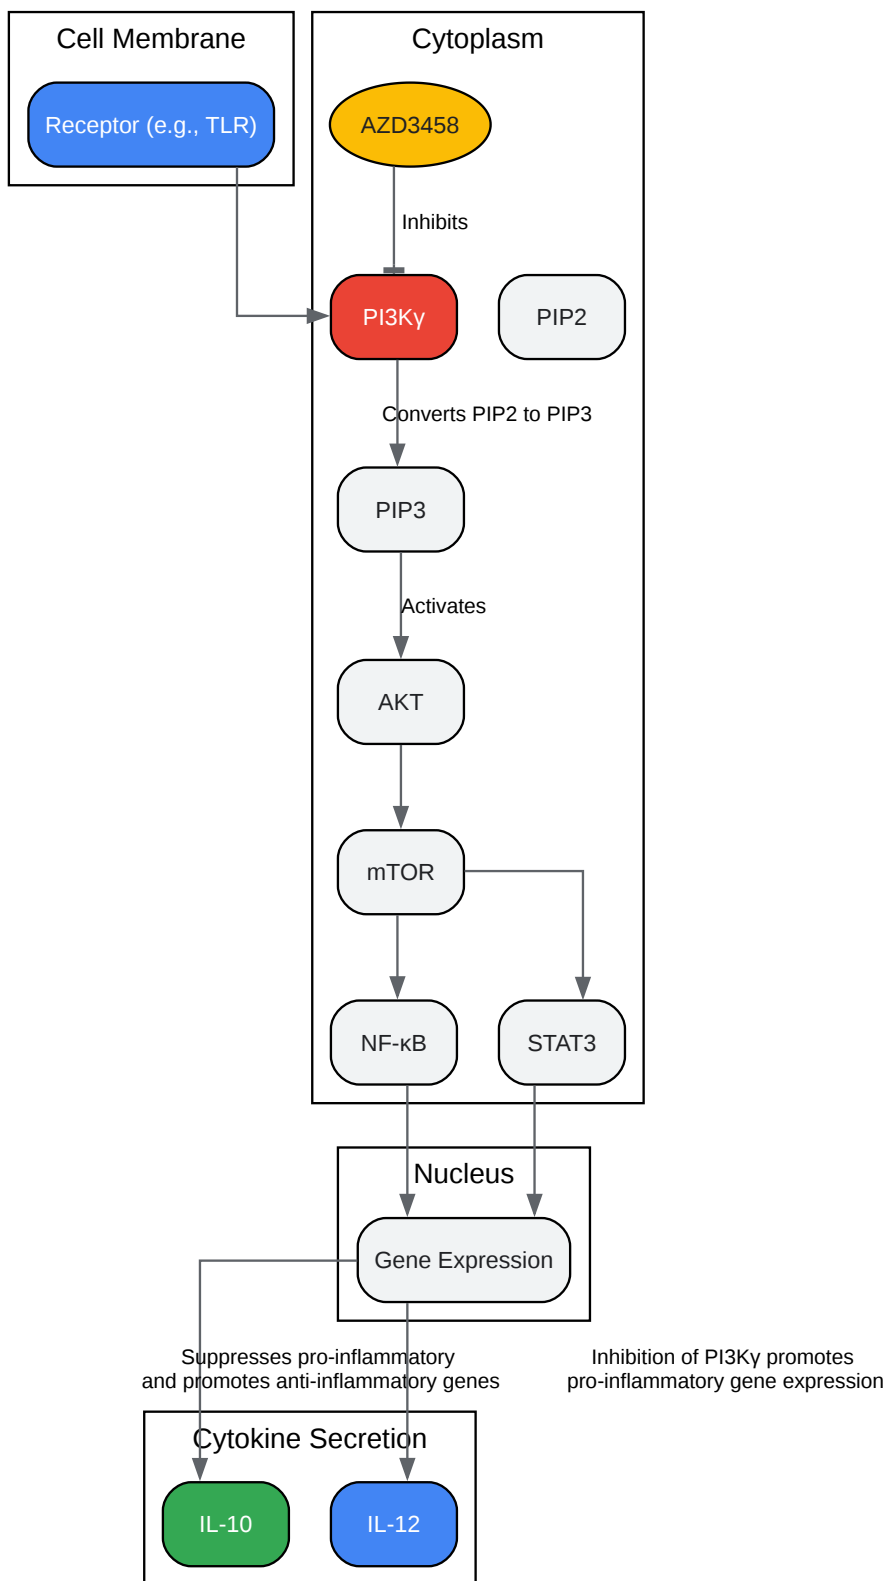 Cell Membrane
Cytoplasm
Receptor (e.g., TLR)
AZD3458
Inhibits
PI3Kγ
PIP2
Converts PIP2 to PIP3
PIP3
Activates
AKT
mTOR
NF-κB
STAT3
Nucleus
Gene Expression
Suppresses pro-inflammatory
and promotes anti-inflammatory genes
Inhibition of PI3Kγ promotes
pro-inflammatory gene expression
Cytokine Secretion
IL-10
IL-12